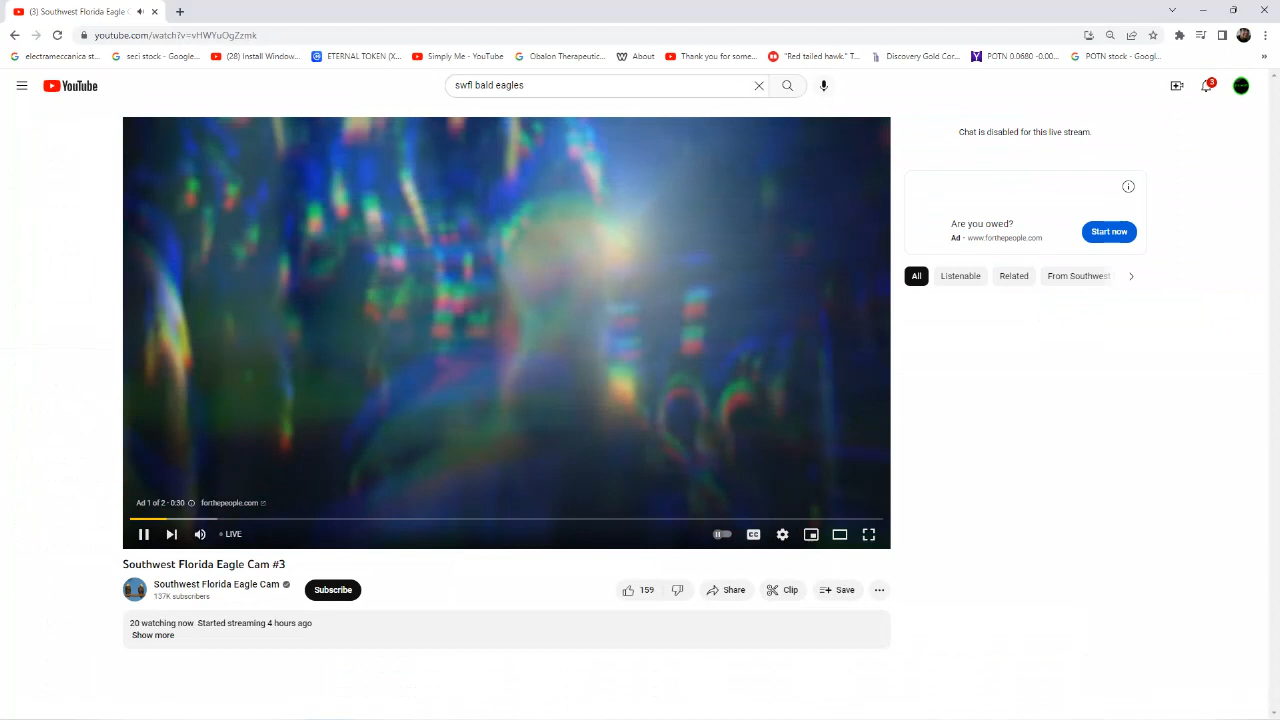 (3) Southwest Florida Eagle C
youtube.com/watch?v=vHWYuOgZzmk
electrameccanica st... seci stock - Google... (28) Install Window... ETERNAL TOKEN (X... Simply Me - YouTube Obalon Therapeutic... About Thank you for some... "Red tailed hawk." T... Discovery Gold Cor... POTN 0.0680 -0.00... POTN stock - Googl...
YouTube
swfl bald eagles
3
Chat is disabled for this live stream.
Are you owed?
Ad · www.forthepeople.com
Start now
All Listenable Related From Southwest
Ad 1 of 2 · 0:30 forthepeople.com
LIVE
CC
Southwest Florida Eagle Cam #3
Southwest Florida Eagle Cam
137K subscribers
Subscribe
159 Share Clip Save
20 watching now Started streaming 4 hours ago
Show more